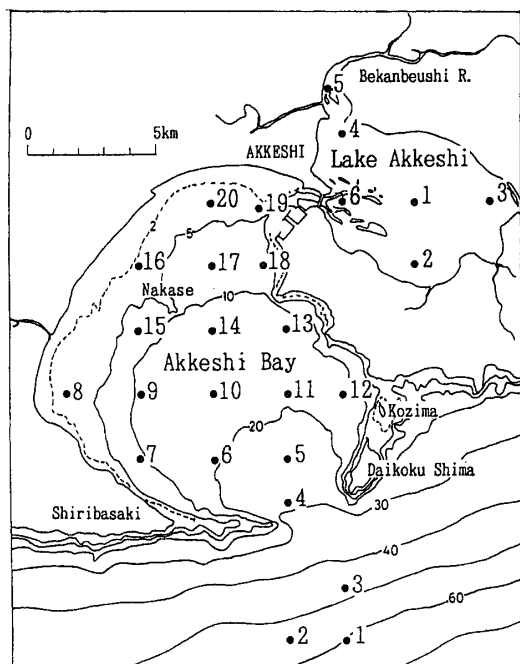 Bekanbeushi R.
5
0 5km
4
AKKESHI
Lake Akkeshi
6 1 3
20 19
2
5
2
16 17 18
Nakase
10
15 14 13
Akkeshi Bay
8 9 10 11 12
Kozima
20
7 6 5
Daikoku Shima
4
Shiribasaki
30
40
3
60
2 1